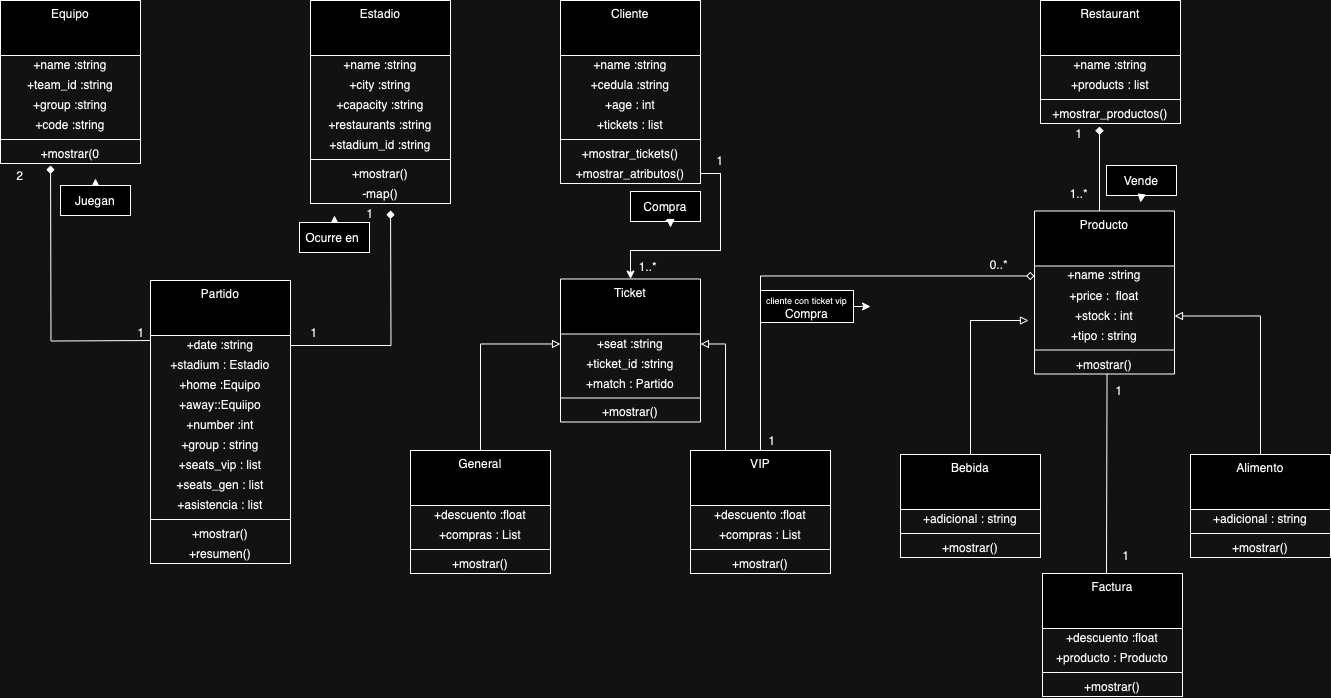 Equipo
+name :string
+team_id :string
+group :string
+code :string
+mostrar(0
2
Juegan
Estadio
+name :string
+city :string
+capacity :string
+restaurants :string
+stadium_id :string
+mostrar()
-map()
1
Ocurre en
Partido
1
1
+date :string
+stadium : Estadio
+home :Equipo
+away::Equiipo
+number :int
+group : string
+seats_vip : list
+seats_gen : list
+asistencia : list
+mostrar()
+resumen()
Cliente
+name :string
+cedula :string
+age : int
+tickets : list
+mostrar_tickets()
+mostrar_atributos()
1
Compra
1..*
Ticket
+seat :string
+ticket_id :string
+match : Partido
+mostrar()
General
+descuento :float
+compras : List
+mostrar()
1
VIP
+descuento :float
+compras : List
+mostrar()
cliente con ticket vip
Compra
0..*
Restaurant
+name :string
+products : list
+mostrar_productos()
1
Vende
1..*
Producto
+name :string
+price : float
+stock : int
+tipo : string
+mostrar()
1
Bebida
+adicional : string
+mostrar()
Alimento
+adicional : string
+mostrar()
1
Factura
+descuento :float
+producto : Producto
+mostrar()